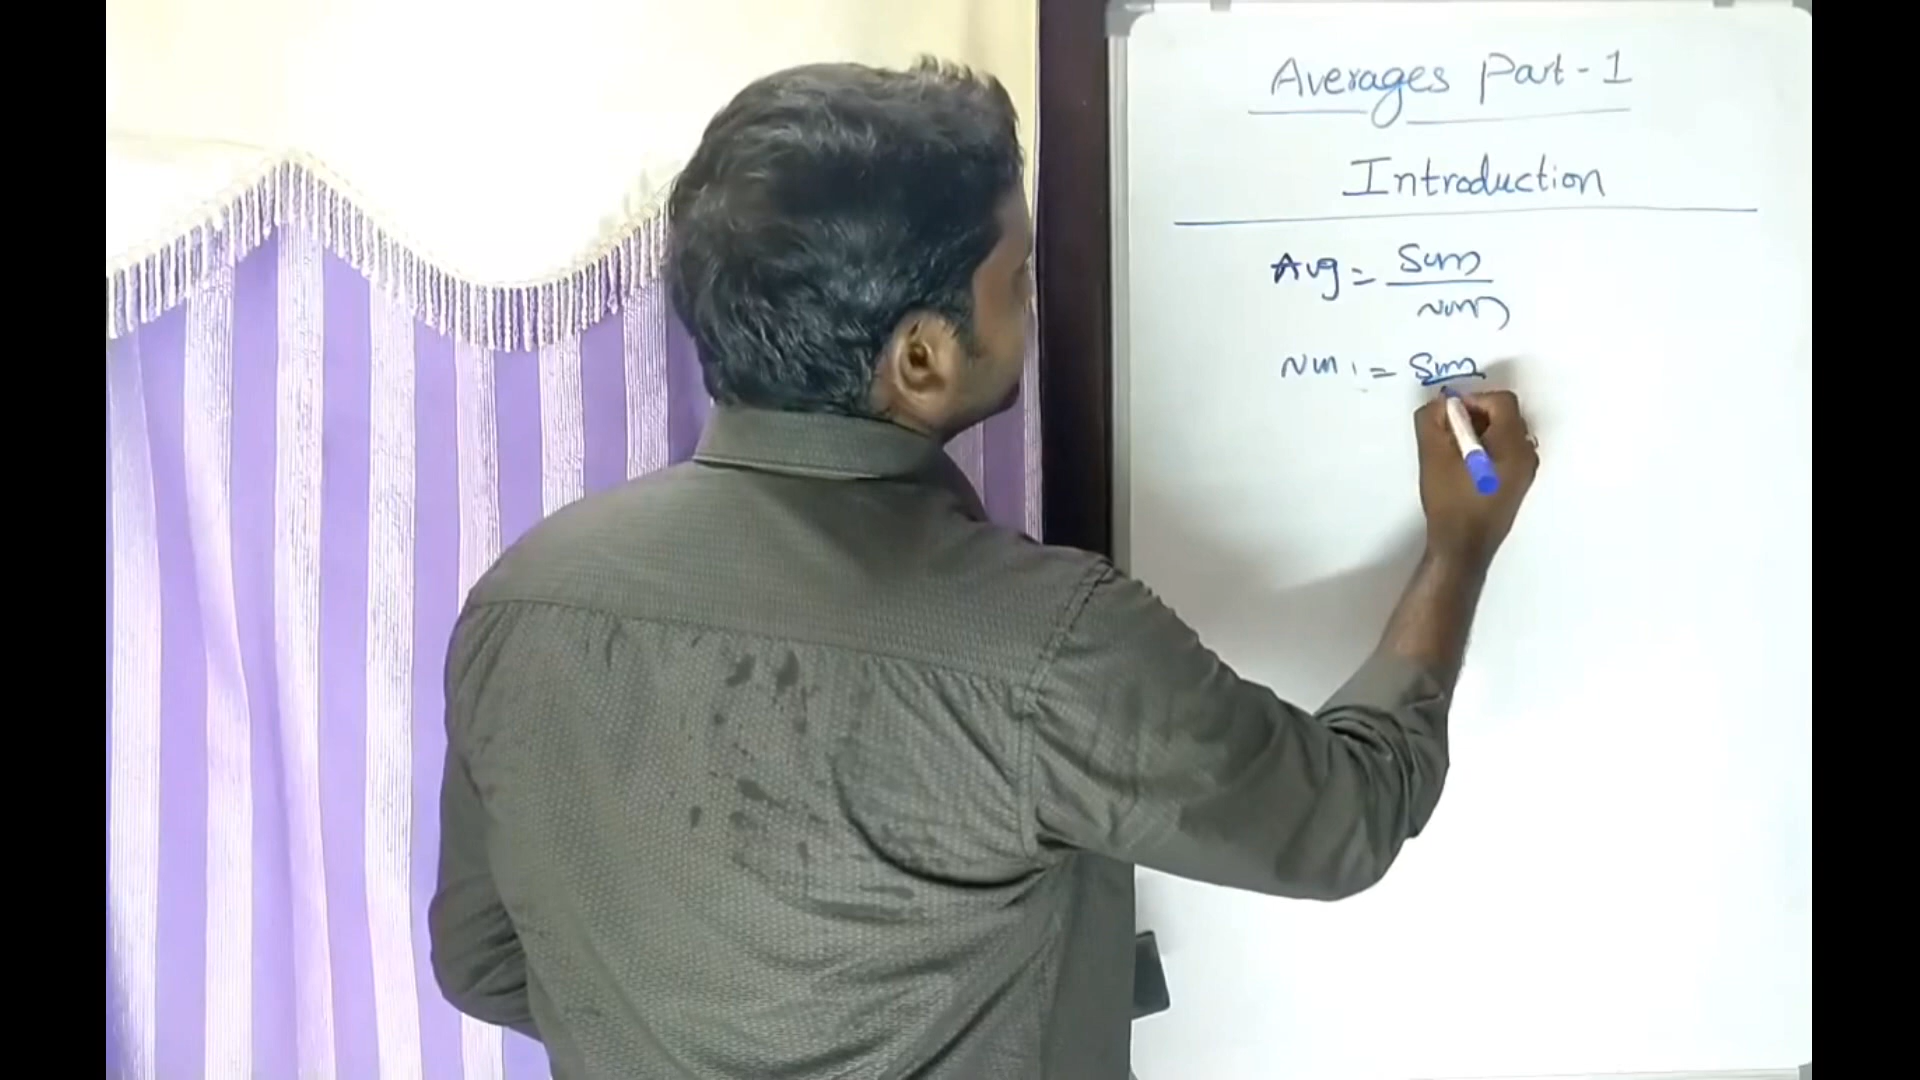 Averages Part - 1
Introduction
Avg = Sum
Num
Num = Sum